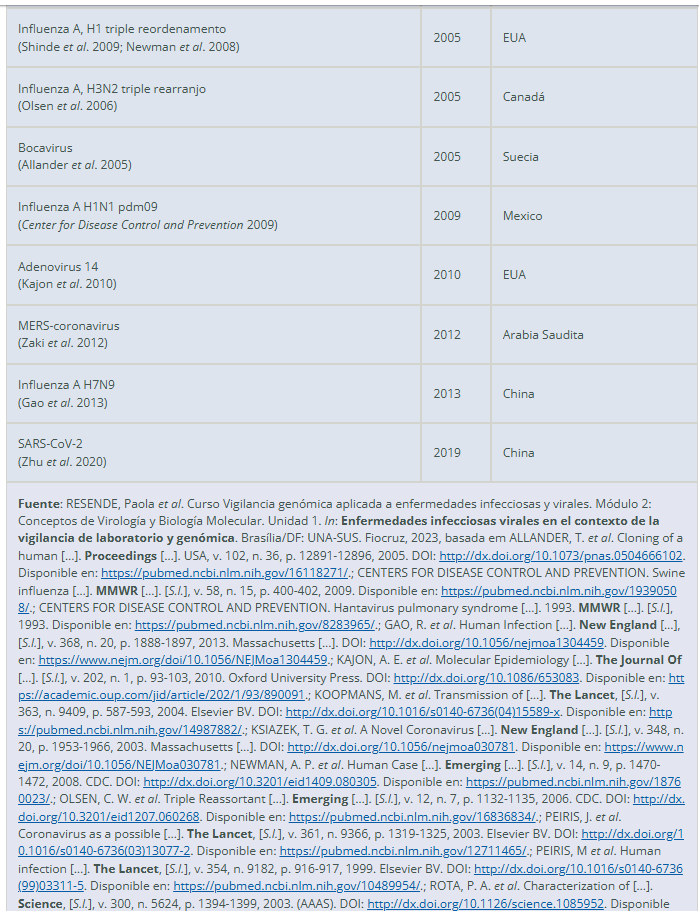 Influenza A, H1 triple reordenamento
(Shinde et al. 2009; Newman et al. 2008)
2005
EUA
Influenza A, H3N2 triple rearranjo
(Olsen et al. 2006)
2005
Canadá
Bocavirus
(Allander et al. 2005)
2005
Suecia
Influenza A H1N1 pdm09
(Center for Disease Control and Prevention 2009)
2009
Mexico
Adenovirus 14
(Kajon et al. 2010)
2010
EUA
MERS-coronavirus
(Zaki et al. 2012)
2012
Arabia Saudita
Influenza A H7N9
(Gao et al. 2013)
2013
China
SARS-CoV-2
(Zhu et al. 2020)
2019
China
Fuente: RESENDE, Paola et al. Curso Vigilancia genómica aplicada a enfermedades infecciosas y virales. Módulo 2:
Conceptos de Virología y Biología Molecular. Unidad 1. In: Enfermedades infecciosas virales en el contexto de la
vigilancia de laboratorio y genómica. Brasília/DF: UNA-SUS. Fiocruz, 2023, basada em ALLANDER, T. et al. Cloning of a
human [...]. Proceedings [...]. USA, v. 102, n. 36, p. 12891-12896, 2005. DOI: http://dx.doi.org/10.1073/pnas.0504666102.
Disponible en: https://pubmed.ncbi.nlm.nih.gov/16118271/.; CENTERS FOR DISEASE CONTROL AND PREVENTION. Swine
influenza [...]. MMWR [...]. [S.l.], v. 58, n. 15, p. 400-402, 2009. Disponible en: https://pubmed.ncbi.nlm.nih.gov/1939050
8/.; CENTERS FOR DISEASE CONTROL AND PREVENTION. Hantavirus pulmonary syndrome [...]. 1993. MMWR [...]. [S.l.],
1993. Disponible en: https://pubmed.ncbi.nlm.nih.gov/8283965/.; GAO, R. et al. Human Infection [...]. New England [...],
[S.l.], v. 368, n. 20, p. 1888-1897, 2013. Massachusetts [...]. DOI: http://dx.doi.org/10.1056/nejmoa1304459. Disponible
en: https://www.nejm.org/doi/10.1056/NEJMoa1304459.; KAJON, A. E. et al. Molecular Epidemiology [...]. The Journal Of
[...]. [S.l.], v. 202, n. 1, p. 93-103, 2010. Oxford University Press. DOI: http://dx.doi.org/10.1086/653083. Disponible en: htt
ps://academic.oup.com/jid/article/202/1/93/890091.; KOOPMANS, M. et al. Transmission of [...]. The Lancet, [S.l.], v.
363, n. 9409, p. 587-593, 2004. Elsevier BV. DOI: http://dx.doi.org/10.1016/s0140-6736(04)15589-x. Disponible en: http
s://pubmed.ncbi.nlm.nih.gov/14987882/.; KSIAZEK, T. G. et al. A Novel Coronavirus [...]. New England [...]. [S.l.], v. 348, n.
20, p. 1953-1966, 2003. Massachusetts [...]. DOI: http://dx.doi.org/10.1056/nejmoa030781. Disponible en: https://www.n
ejm.org/doi/10.1056/NEJMoa030781.; NEWMAN, A. P. et al. Human Case [...]. Emerging [...]. [S.l.], v. 14, n. 9, p. 1470-
1472, 2008. CDC. DOI: http://dx.doi.org/10.3201/eid1409.080305. Disponible en: https://pubmed.ncbi.nlm.nih.gov/1876
0023/.; OLSEN, C. W. et al. Triple Reassortant [...]. Emerging [...]. [S.l.], v. 12, n. 7, p. 1132-1135, 2006. CDC. DOI: http://dx.
doi.org/10.3201/eid1207.060268. Disponible en: https://pubmed.ncbi.nlm.nih.gov/16836834/.; PEIRIS, J. et al.
Coronavirus as a possible [...]. The Lancet, [S.l.], v. 361, n. 9366, p. 1319-1325, 2003. Elsevier BV. DOI: http://dx.doi.org/1
0.1016/s0140-6736(03)13077-2. Disponible en: https://pubmed.ncbi.nlm.nih.gov/12711465/.; PEIRIS, M et al. Human
infection [...]. The Lancet, [S.l.], v. 354, n. 9182, p. 916-917, 1999. Elsevier BV. DOI: http://dx.doi.org/10.1016/s0140-6736
(99)03311-5. Disponible en: https://pubmed.ncbi.nlm.nih.gov/10489954/.; ROTA, P. A. et al. Characterization of [...].
Science, [S.l.], v. 300, n. 5624, p. 1394-1399, 2003. (AAAS). DOI: http://dx.doi.org/10.1126/science.1085952. Disponible